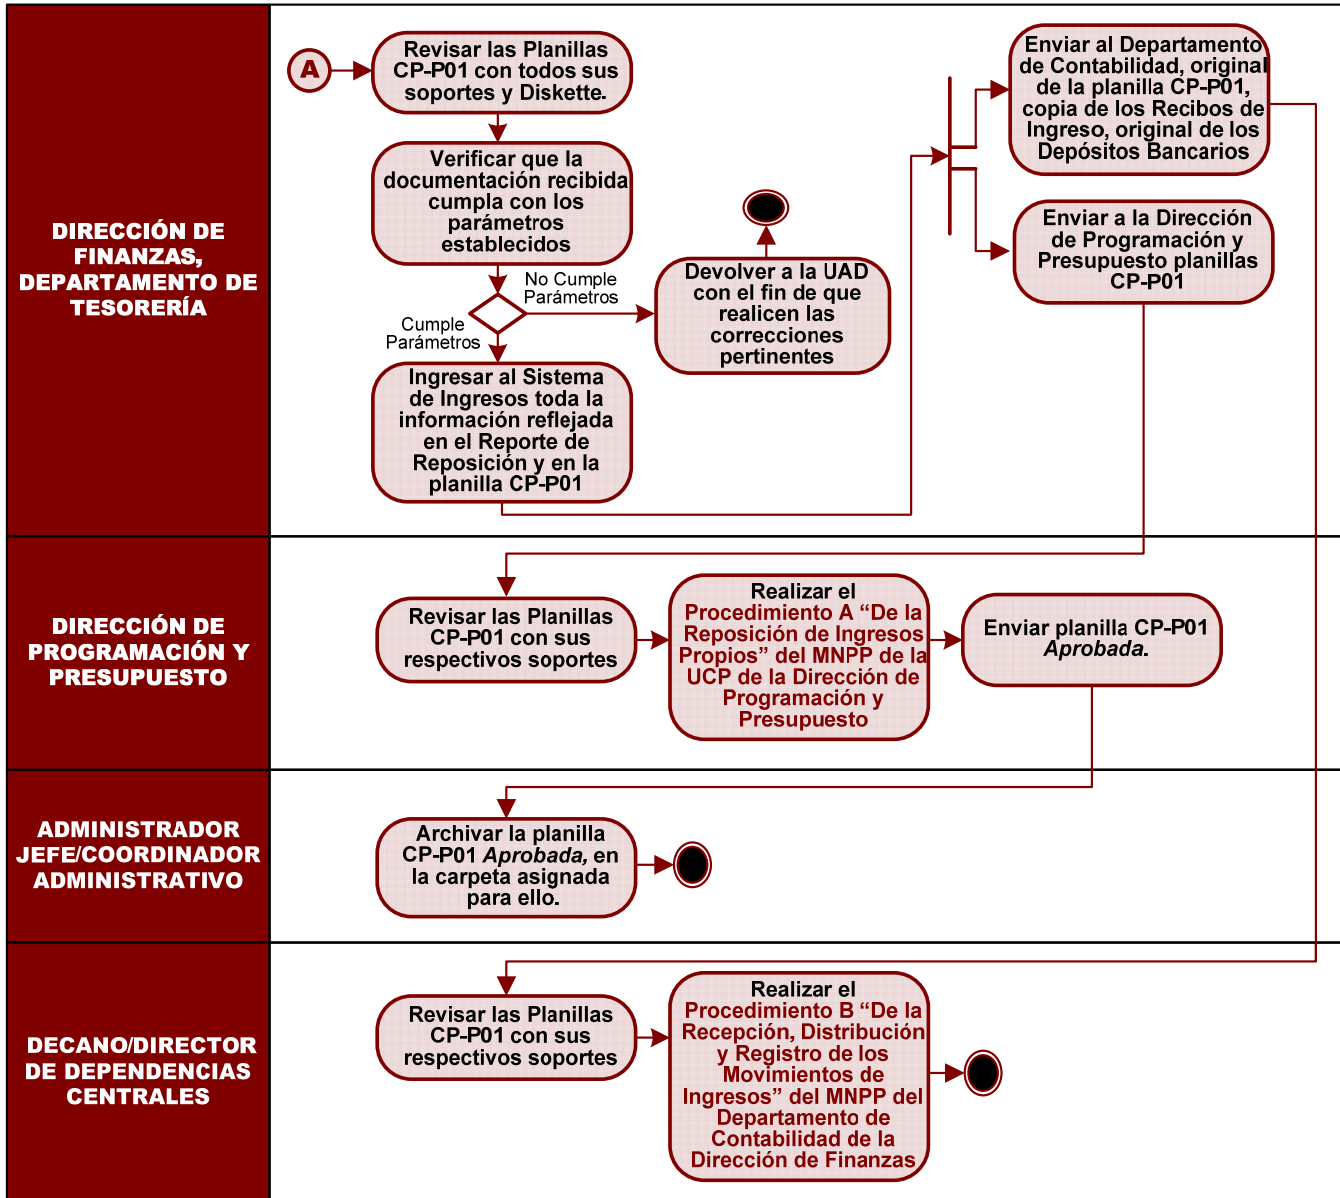 DIRECCIÓN DE
FINANZAS,
DEPARTAMENTO DE
TESORERÍA
A
Revisar las Planillas
CP-P01 con todos sus
soportes y Diskette.
Verificar que la
documentación recibida
cumpla con los
parámetros
establecidos
No Cumple
Parámetros
Cumple
Parámetros
Devolver a la UAD
con el fin de que
realicen las
correcciones
pertinentes
Ingresar al Sistema
de Ingresos toda la
información reflejada
en el Reporte de
Reposición y en la
planilla CP-P01
Enviar al Departamento
de Contabilidad, original
de la planilla CP-P01,
copia de los Recibos de
Ingreso, original de los
Depósitos Bancarios
Enviar a la Dirección
de Programación y
Presupuesto planillas
CP-P01
DIRECCIÓN DE
PROGRAMACIÓN Y
PRESUPUESTO
Revisar las Planillas
CP-P01 con sus
respectivos soportes
Realizar el
Procedimiento A “De la
Reposición de Ingresos
Propios” del MNPP de la
UCP de la Dirección de
Programación y
Presupuesto
Enviar planilla CP-P01
Aprobada.
ADMINISTRADOR
JEFE/COORDINADOR
ADMINISTRATIVO
Archivar la planilla
CP-P01 Aprobada, en
la carpeta asignada
para ello.
DECANO/DIRECTOR
DE DEPENDENCIAS
CENTRALES
Revisar las Planillas
CP-P01 con sus
respectivos soportes
Realizar el
Procedimiento B “De la
Recepción, Distribución
y Registro de los
Movimientos de
Ingresos” del MNPP del
Departamento de
Contabilidad de la
Dirección de Finanzas